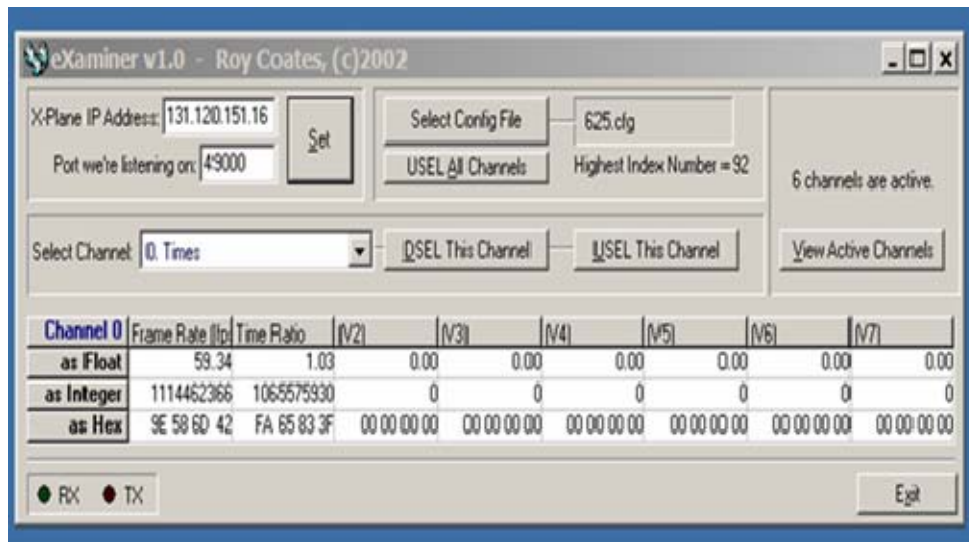 eXaminer v1.0 - Roy Coates, (c)2002
X-Plane IP Address: 131.120.151.16
Port we're listening on: 49000
Set
Select Config File
625.cfg
USEL All Channels
Highest Index Number = 92
6 channels are active.
Select Channel: 0. Times
DSEL This Channel
USEL This Channel
View Active Channels
Channel 0 Frame Rate (fp Time Ratio (V2) (V3) (V4) (V5) (V6) (V7)
as Float 59.34 1.03 0.00 0.00 0.00 0.00 0.00 0.00
as Integer 1114462366 1065575930 0 0 0 0 0 0
as Hex 9E 58 6D 42 FA 65 83 3F 00 00 00 00 00 00 00 00 00 00 00 00 00 00 00 00 00 00 00 00 00 00 00 00
RX TX
Exit